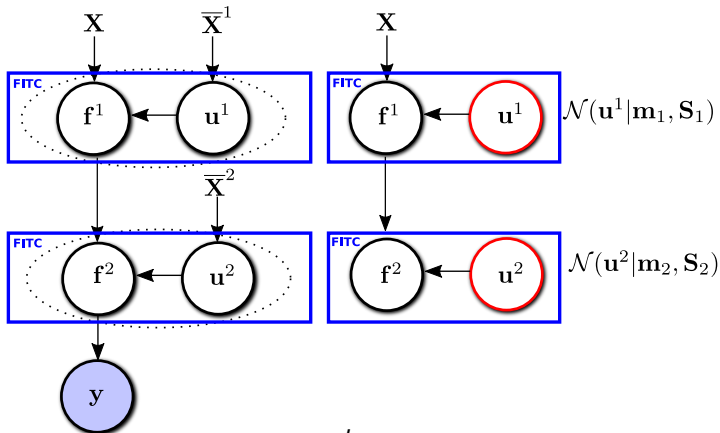 X X̅¹ X
FITC FITC
f¹ u¹ f¹ u¹ 𝒩(u¹|m₁, S₁)
X̅²
FITC FITC
f² u² f² u² 𝒩(u²|m₂, S₂)
y